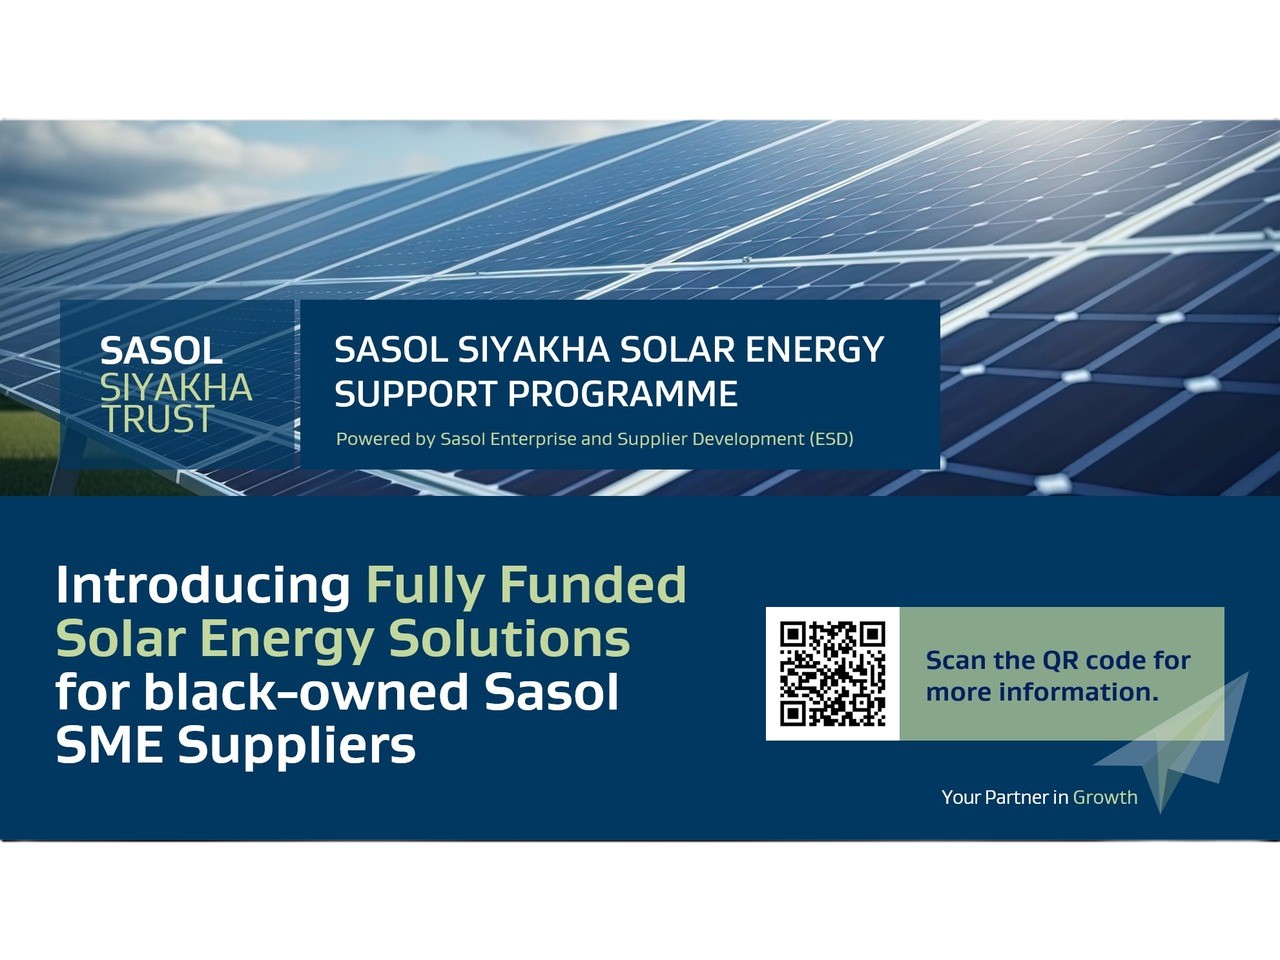 SASOL
SIYAKHA
TRUST
SASOL SIYAKHA SOLAR ENERGY
SUPPORT PROGRAMME
Powered by Sasol Enterprise and Supplier Development (ESD)
Introducing Fully Funded
Solar Energy Solutions
for black-owned Sasol
SME Suppliers
Scan the QR code for
more information.
Your Partner in Growth